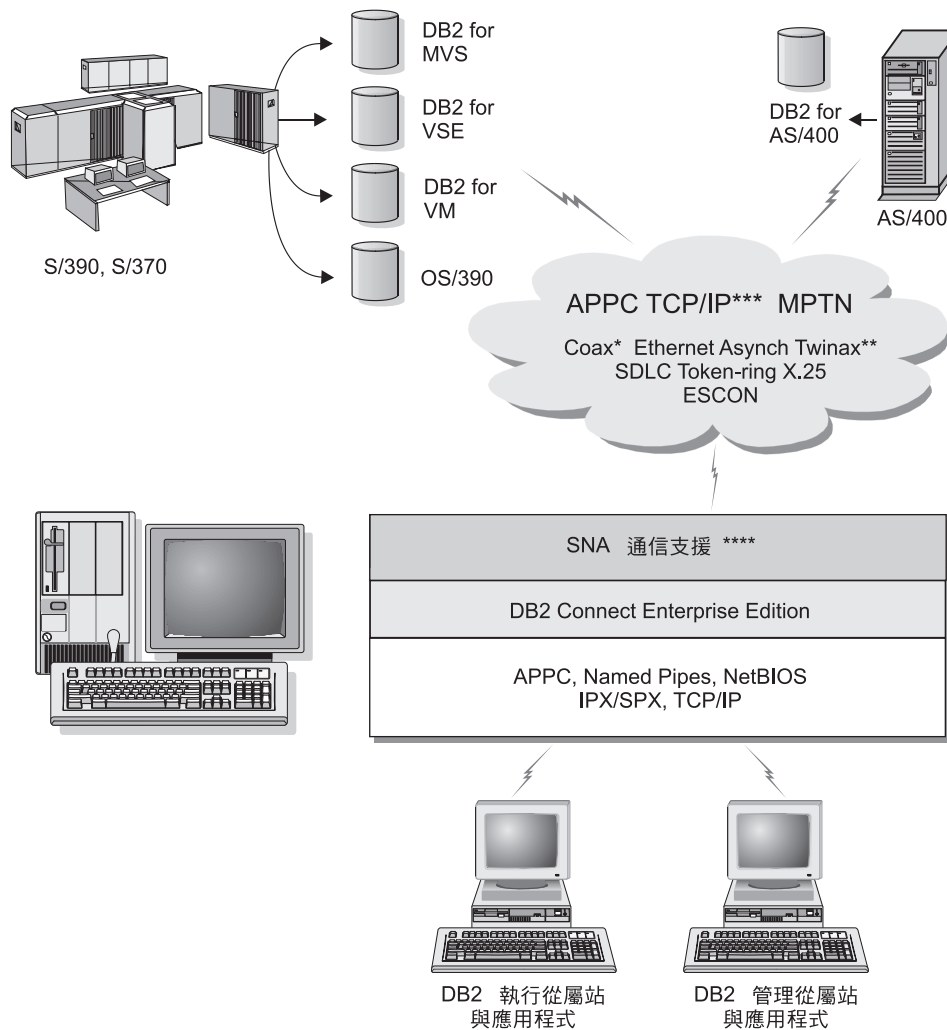 DB2 for
MVS
DB2 for
VSE
DB2 for
VM
OS/390
S/390, S/370
DB2 for
AS/400
AS/400
APPC TCP/IP*** MPTN
Coax* Ethernet Asynch Twinax**
SDLC Token-ring X.25
ESCON
SNA 通信支援 ****
DB2 Connect Enterprise Edition
APPC, Named Pipes, NetBIOS
IPX/SPX, TCP/IP
DB2 執行從屬站
與應用程式
DB2 管理從屬站
與應用程式